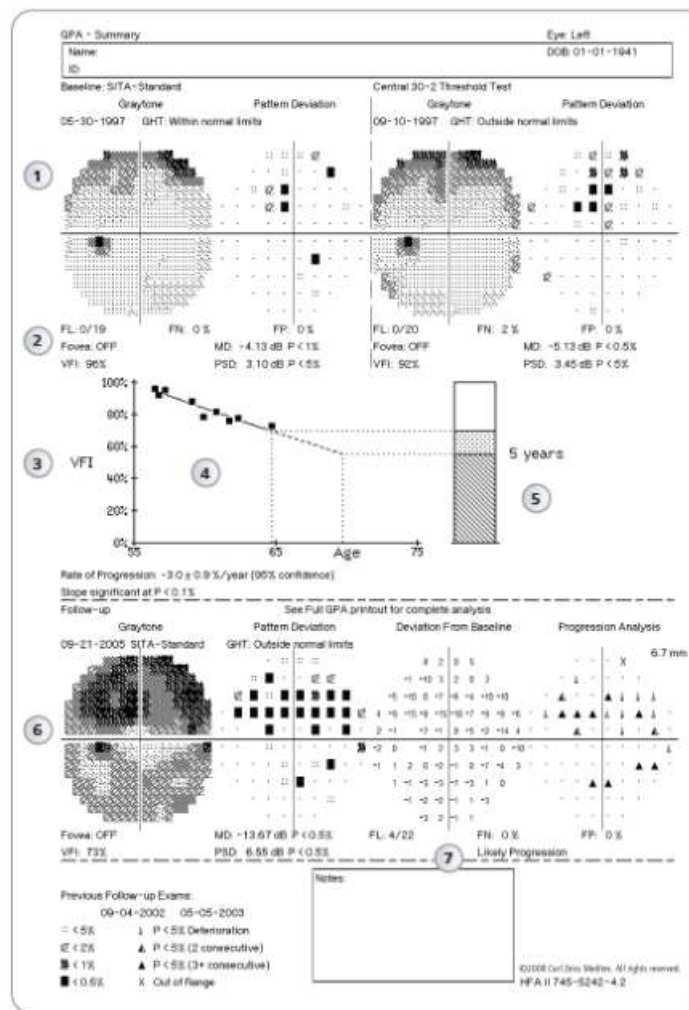 GPA - Summary Eye: Left
Name: DOB: 01-01-1941
ID:
Baseline: SITA-Standard Central 30-2 Threshold Test
Graytone Pattern Deviation Graytone Pattern Deviation
05-30-1997 GHT: Within normal limits 09-10-1997 GHT: Outside normal limits
1
2
FL: 0/19 FN: 0 % FP: 0% FL: 0/20 FN: 2 % FP: 0%
Fovea: OFF MD: -4.13 dB P < 1% Fovea: OFF MD: -5.13 dB P < 0.5%
VFI: 96% PSD: 3.10 dB P < 5% VFI: 92% PSD: 3.45 dB P < 5%
100%
80%
60%
40%
20%
0%
3 VFI 4
5 years
5
55 65 Age 75
Rate of Progression: -3.0 ± 0.9 %/year (95% confidence)
Slope significant at P < 0.1%
Follow-up See Full GPA printout for complete analysis
Graytone Pattern Deviation Deviation From Baseline Progression Analysis
09-21-2005 SITA-Standard GHT: Outside normal limits
6.7 mm
X
6
Fovea: OFF MD: -13.67 dB P < 0.5% FL: 4/22 FN: 0 % FP: 0 %
VFI: 73% PSD: 6.55 dB P < 0.5% 7 Likely Progression
Notes:
Previous Follow-up Exams:
09-04-2002 05-05-2003
< 5% P < 5% Deterioration
< 2% P < 5% (2 consecutive)
< 1% P < 5% (3+ consecutive)
< 0.5% X Out of Range
HFA II 745-5242-4.2